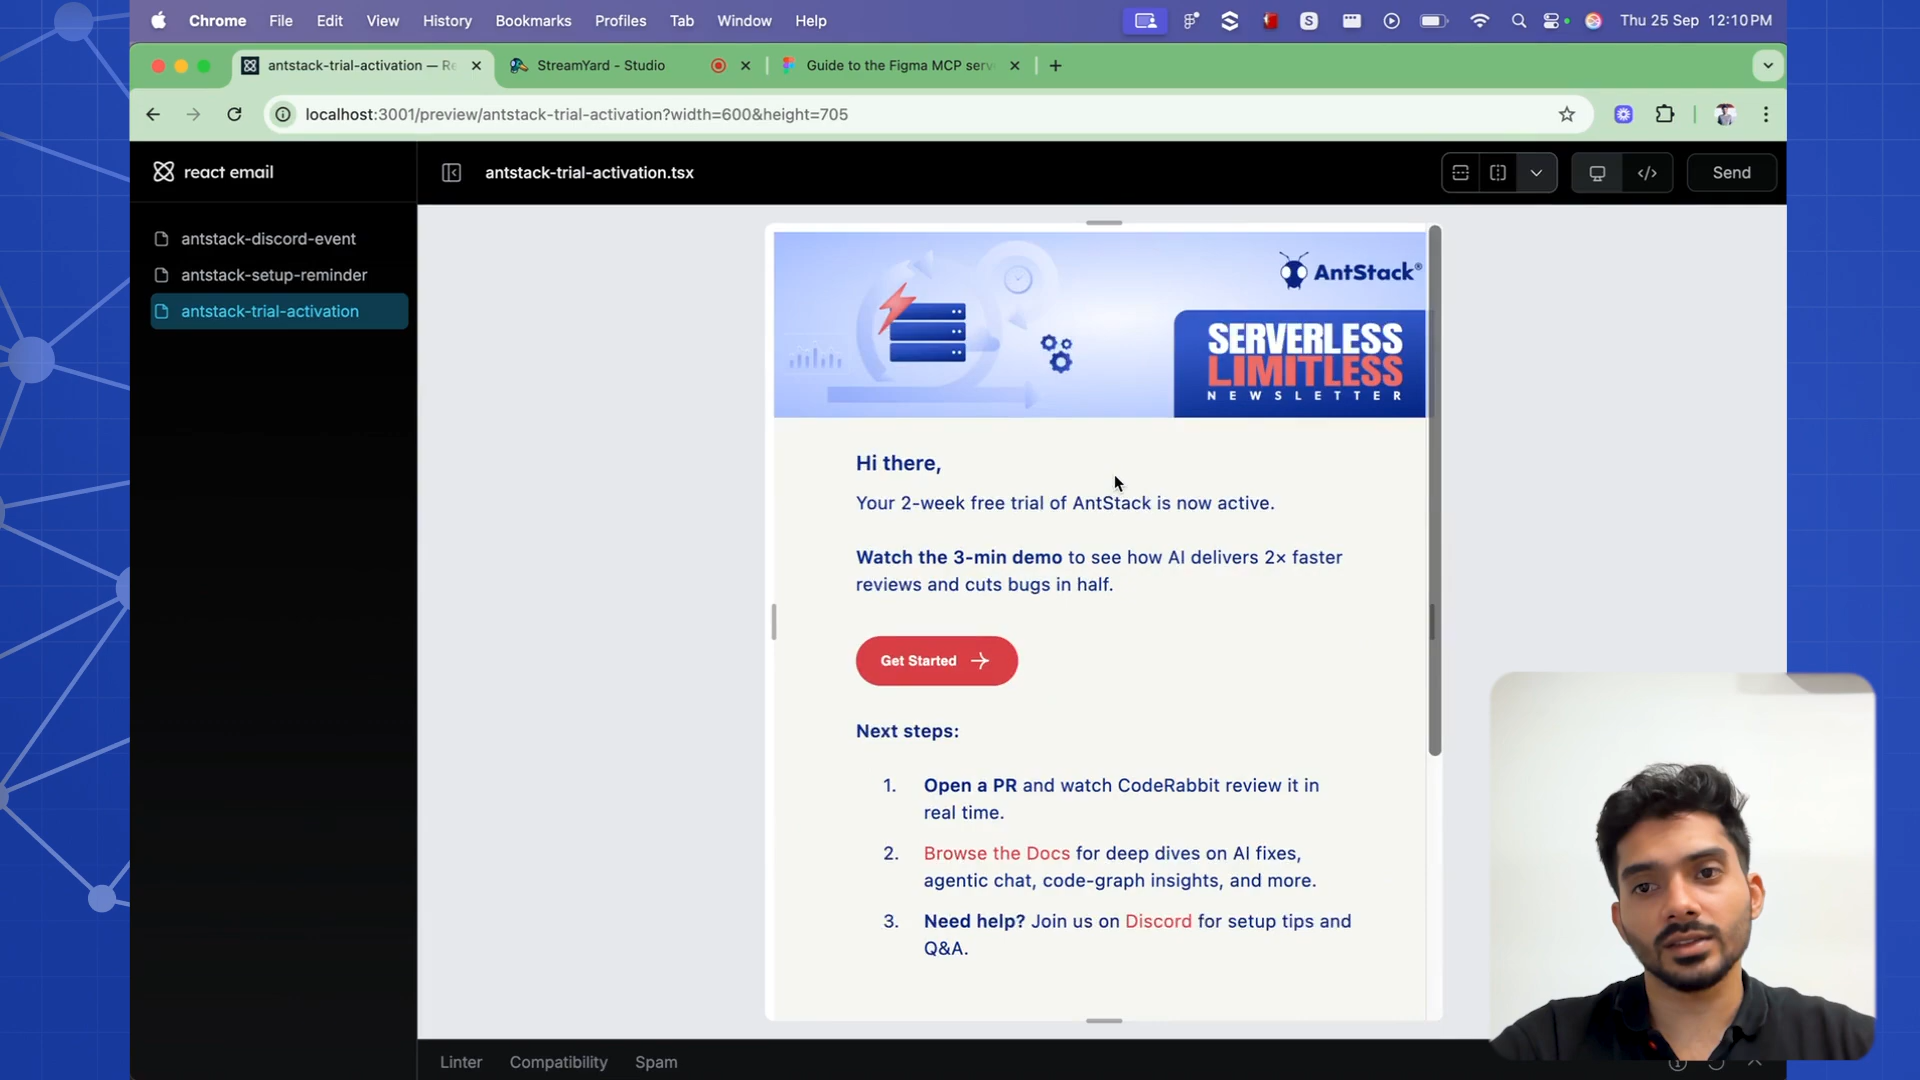 Chrome File Edit View History Bookmarks Profiles Tab Window Help
S
Thu 25 Sep 12:10 PM
antstack-trial-activation — Re
StreamYard - Studio
Guide to the Figma MCP serv
localhost:3001/preview/antstack-trial-activation?width=600&height=705
react email
antstack-trial-activation.tsx
Send
antstack-discord-event
antstack-setup-reminder
antstack-trial-activation
AntStack®
SERVERLESS
LIMITLESS
NEWSLETTER
Hi there,
Your 2-week free trial of AntStack is now active.
Watch the 3-min demo to see how AI delivers 2× faster
reviews and cuts bugs in half.
Get Started
Next steps:
1. Open a PR and watch CodeRabbit review it in
real time.
2. Browse the Docs for deep dives on AI fixes,
agentic chat, code-graph insights, and more.
3. Need help? Join us on Discord for setup tips and
Q&A.
Linter Compatibility Spam